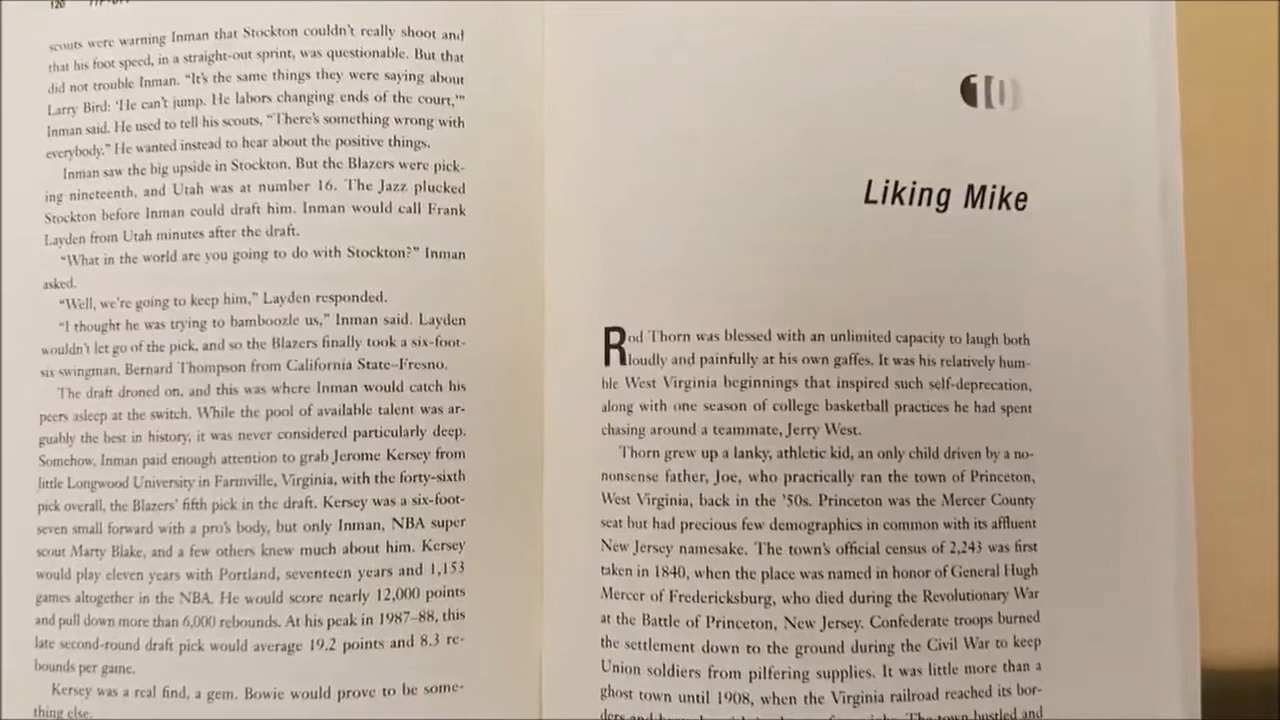 120
scouts were warning Inman that Stockton couldn't really shoot and
that his foot speed, in a straight-out sprint, was questionable. But that
did not trouble Inman. “It's the same things they were saying about
Larry Bird: ‘He can't jump. He labors changing ends of the court,’”
Inman said. He used to tell his scouts, “There's something wrong with
everybody.” He wanted instead to hear about the positive things.
Inman saw the big upside in Stockton. But the Blazers were pick-
ing nineteenth, and Utah was at number 16. The Jazz plucked
Stockton before Inman could draft him. Inman would call Frank
Layden from Utah minutes after the draft.
“What in the world are you going to do with Stockton?” Inman
asked.
“Well, we're going to keep him,” Layden responded.
“I thought he was trying to bamboozle us,” Inman said. Layden
wouldn't let go of the pick, and so the Blazers finally took a six-foot-
six swingman, Bernard Thompson from California State–Fresno.
The draft droned on, and this was where Inman would catch his
peers asleep at the switch. While the pool of available talent was ar-
guably the best in history, it was never considered particularly deep.
Somehow, Inman paid enough attention to grab Jerome Kersey from
little Longwood University in Farmville, Virginia, with the forty-sixth
pick overall, the Blazers' fifth pick in the draft. Kersey was a six-foot-
seven small forward with a pro's body, but only Inman, NBA super
scout Marty Blake, and a few others knew much about him. Kersey
would play eleven years with Portland, seventeen years and 1,153
games altogether in the NBA. He would score nearly 12,000 points
and pull down more than 6,000 rebounds. At his peak in 1987–88, this
late second-round draft pick would average 19.2 points and 8.3 re-
bounds per game.
Kersey was a real find, a gem. Bowie would prove to be some-
thing else.
10
Liking Mike
Rod Thorn was blessed with an unlimited capacity to laugh both
loudly and painfully at his own gaffes. It was his relatively hum-
ble West Virginia beginnings that inspired such self-deprecation,
along with one season of college basketball practices he had spent
chasing around a teammate, Jerry West.
Thorn grew up a lanky, athletic kid, an only child driven by a no-
nonsense father, Joe, who practically ran the town of Princeton,
West Virginia, back in the ’50s. Princeton was the Mercer County
seat but had precious few demographics in common with its affluent
New Jersey namesake. The town's official census of 2,243 was first
taken in 1840, when the place was named in honor of General Hugh
Mercer of Fredericksburg, who died during the Revolutionary War
at the Battle of Princeton, New Jersey. Confederate troops burned
the settlement down to the ground during the Civil War to keep
Union soldiers from pilfering supplies. It was little more than a
ghost town until 1908, when the Virginia railroad reached its bor-
ders and The town bustled and